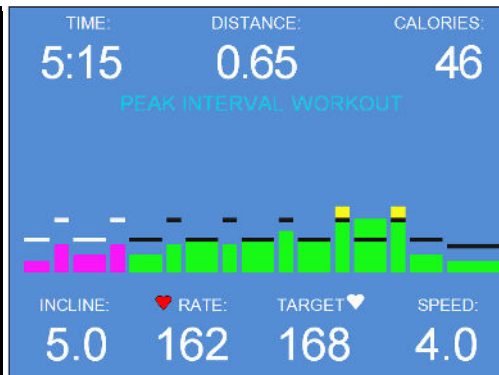 TIME: DISTANCE: CALORIES:
5:15 0.65 46
PEAK INTERVAL WORKOUT
INCLINE: RATE: TARGET SPEED:
5.0 162 168 4.0